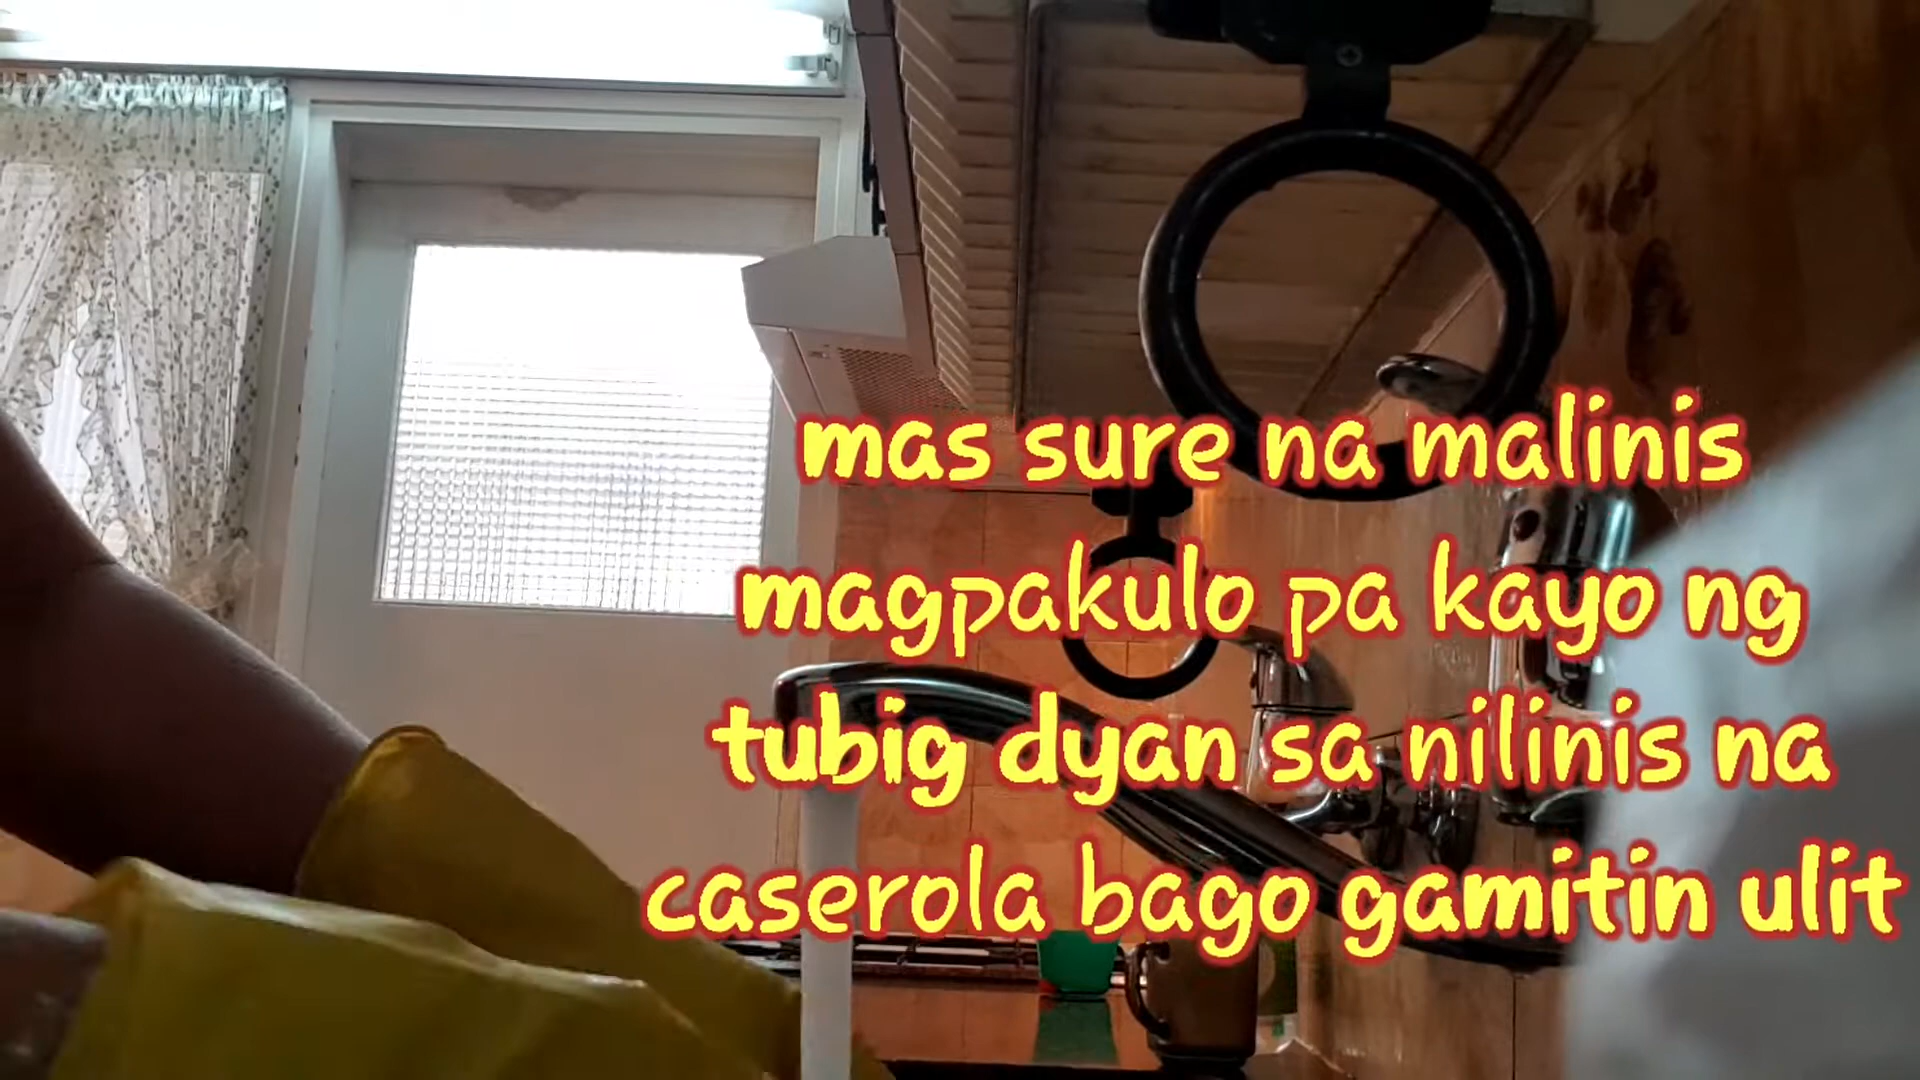 mas sure na malinis
magpakulo pa kayo ng
tubig dyan sa nilinis na
caserola bago gamitin ulit